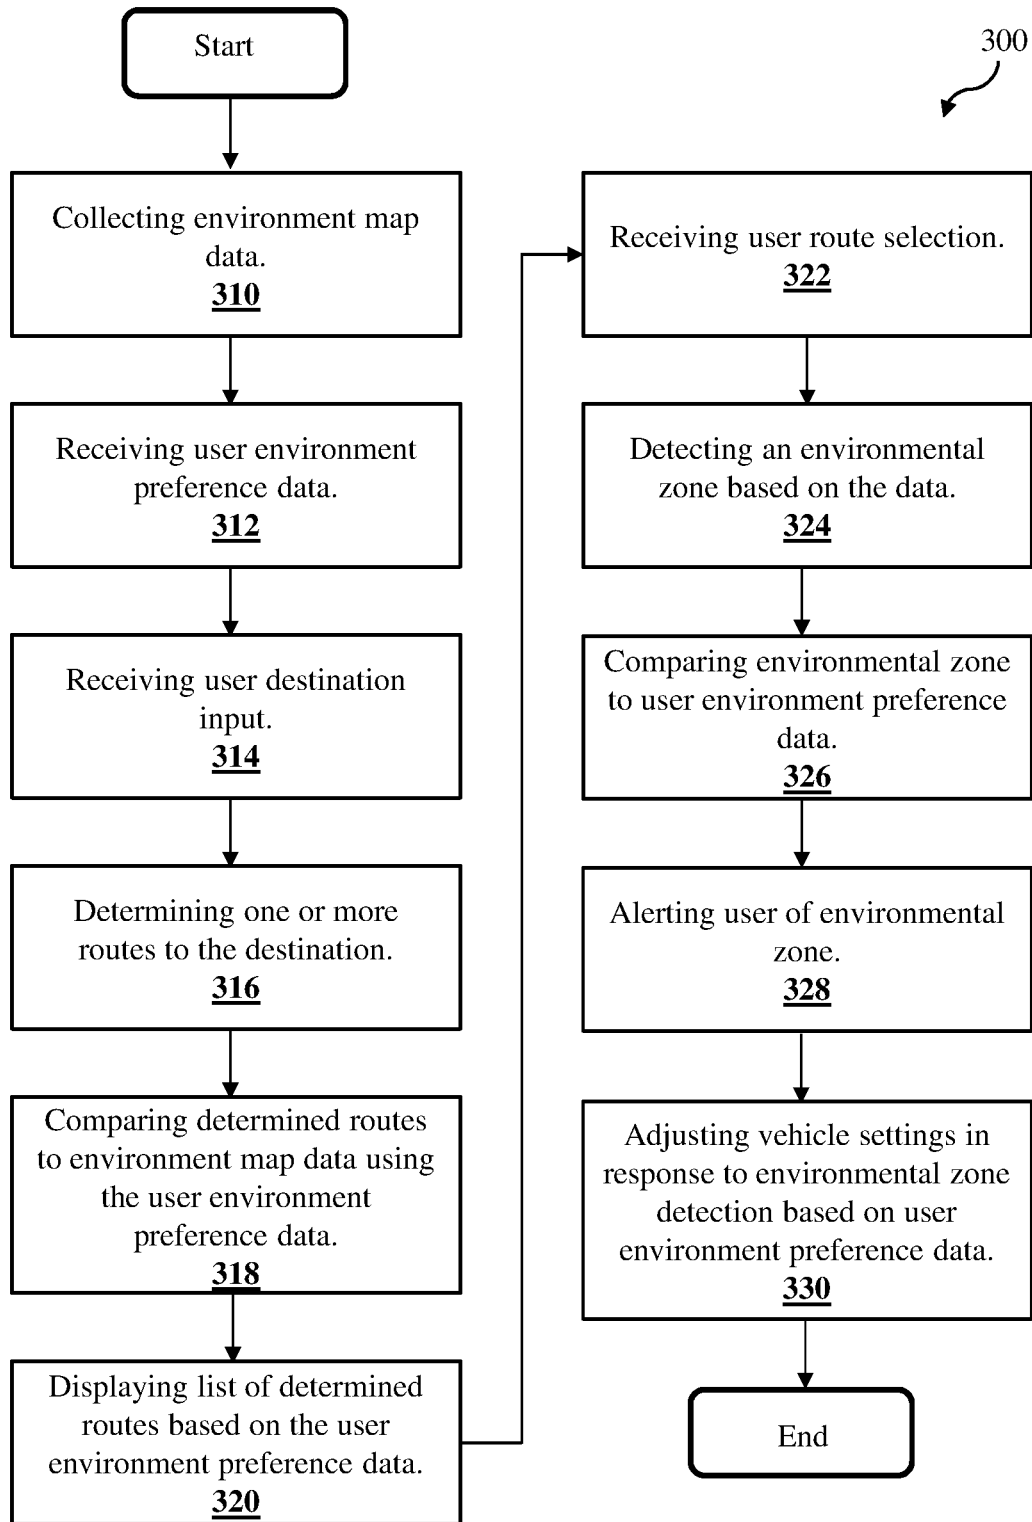 Start
300
Collecting environment map
data.
310
Receiving user environment
preference data.
312
Receiving user destination
input.
314
Determining one or more
routes to the destination.
316
Comparing determined routes
to environment map data using
the user environment
preference data.
318
Displaying list of determined
routes based on the user
environment preference data.
320
Receiving user route selection.
322
Detecting an environmental
zone based on the data.
324
Comparing environmental zone
to user environment preference
data.
326
Alerting user of environmental
zone.
328
Adjusting vehicle settings in
response to environmental zone
detection based on user
environment preference data.
330
End